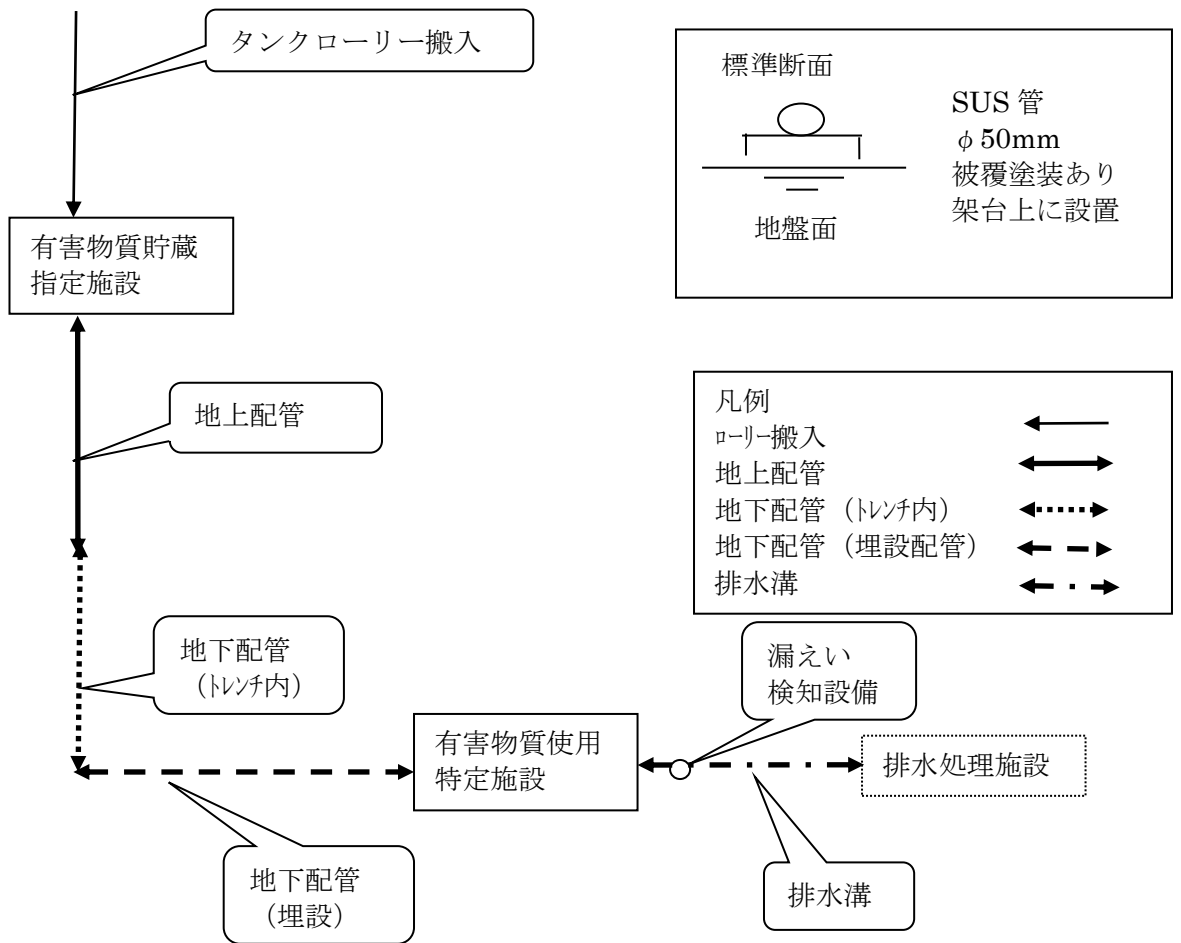 タンクローリー搬入
標準断面
SUS 管
φ50mm
被覆塗装あり
架台上に設置
地盤面
有害物質貯蔵
指定施設
地上配管
凡例
ﾛｰﾘｰ搬入
地上配管
地下配管（ﾄﾚﾝﾁ内）
地下配管（埋設配管）
排水溝
地下配管
（ﾄﾚﾝﾁ内）
漏えい
検知設備
有害物質使用
特定施設
排水処理施設
地下配管
（埋設）
排水溝